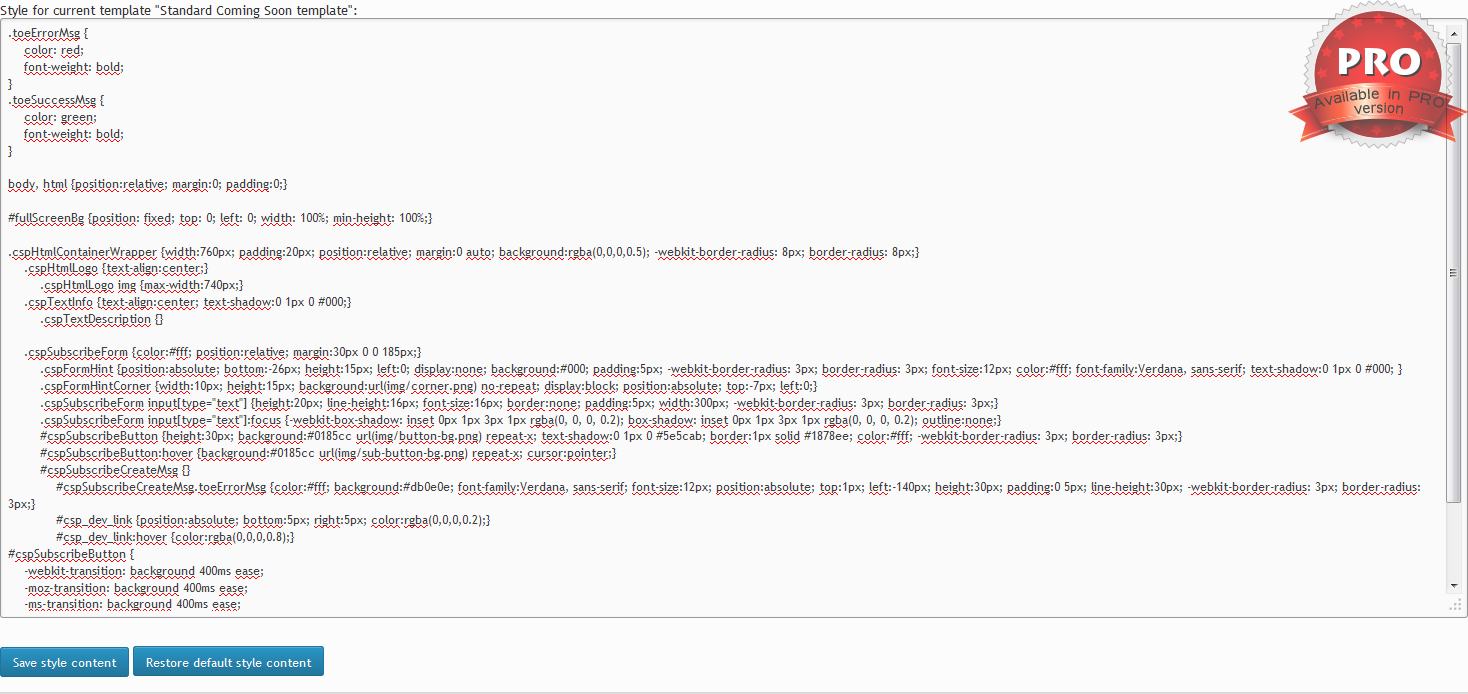 Style for current template "Standard Coming Soon template":
.toeErrorMsg {
color: red;
font-weight: bold;
}
.toeSuccessMsg {
color: green;
font-weight: bold;
}
body, html {position:relative; margin:0; padding:0;}
#fullScreenBg {position: fixed; top: 0; left: 0; width: 100%; min-height: 100%;}
.cspHtmlContainerWrapper {width:760px; padding:20px; position:relative; margin:0 auto; background:rgba(0,0,0,0.5); -webkit-border-radius: 8px; border-radius: 8px;}
.cspHtmlLogo {text-align:center;}
.cspHtmlLogo img {max-width:740px;}
.cspTextInfo {text-align:center; text-shadow:0 1px 0 #000;}
.cspTextDescription {}
.cspSubscribeForm {color:#fff; position:relative; margin:30px 0 0 185px;}
.cspFormHint {position:absolute; bottom:-26px; height:15px; left:0; display:none; background:#000; padding:5px; -webkit-border-radius: 3px; border-radius: 3px; font-size:12px; color:#fff; font-family:Verdana, sans-serif; text-shadow:0 1px 0 #000; }
.cspFormHintCorner {width:10px; height:15px; background:url(img/corner.png) no-repeat; display:block; position:absolute; top:-7px; left:0;}
.cspSubscribeForm input[type="text"] {height:20px; line-height:16px; font-size:16px; border:none; padding:5px; width:300px; -webkit-border-radius: 3px; border-radius: 3px;}
.cspSubscribeForm input[type="text"]:focus {-webkit-box-shadow: inset 0px 1px 3px 1px rgba(0, 0, 0, 0.2); box-shadow: inset 0px 1px 3px 1px rgba(0, 0, 0, 0.2); outline:none;}
#cspSubscribeButton {height:30px; background:#0185cc url(img/button-bg.png) repeat-x; text-shadow:0 1px 0 #5e5cab; border:1px solid #1878ee; color:#fff; -webkit-border-radius: 3px; border-radius: 3px;}
#cspSubscribeButton:hover {background:#0185cc url(img/sub-button-bg.png) repeat-x; cursor:pointer;}
#cspSubscribeCreateMsg {}
#cspSubscribeCreateMsg.toeErrorMsg {color:#fff; background:#db0e0e; font-family:Verdana, sans-serif; font-size:12px; position:absolute; top:1px; left:-140px; height:30px; padding:0 5px; line-height:30px; -webkit-border-radius: 3px; border-radius:
3px;}
#csp_dev_link {position:absolute; bottom:5px; right:5px; color:rgba(0,0,0,0.2);}
#csp_dev_link:hover {color:rgba(0,0,0,0.8);}
#cspSubscribeButton {
-webkit-transition: background 400ms ease;
-moz-transition: background 400ms ease;
-ms-transition: background 400ms ease;
PRO
Available in PRO
version
Save style content Restore default style content